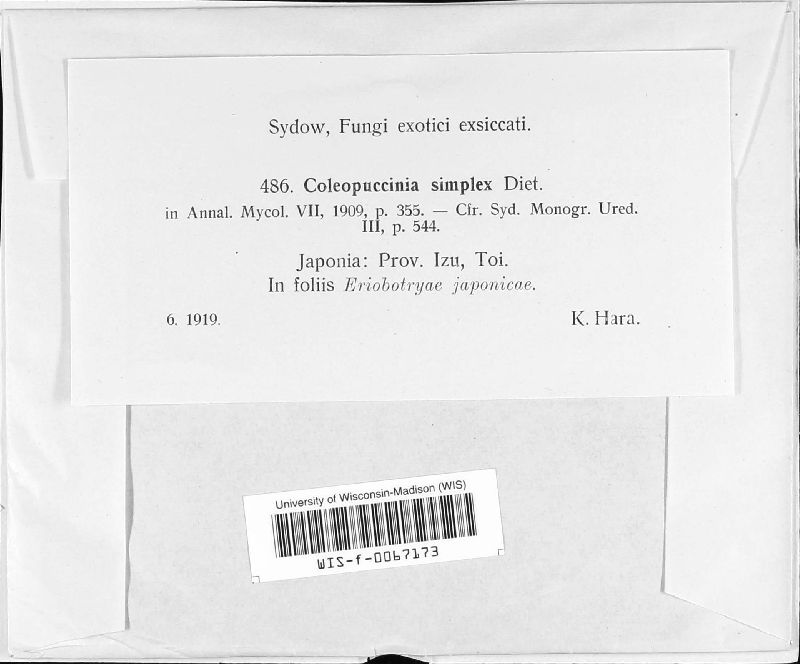 Sydow, Fungi exotici exsiccati.
486. Coleopuccinia simplex Diet.
in Annal. Mycol. VII, 1909, p. 355. — Cfr. Syd. Monogr. Ured.
III, p. 544.
Japonia: Prov. Izu, Toi.
In foliis Eriobotryae japonicae.
6. 1919. K. Hara.
University of Wisconsin-Madison (WIS)
WIS-f-0067173